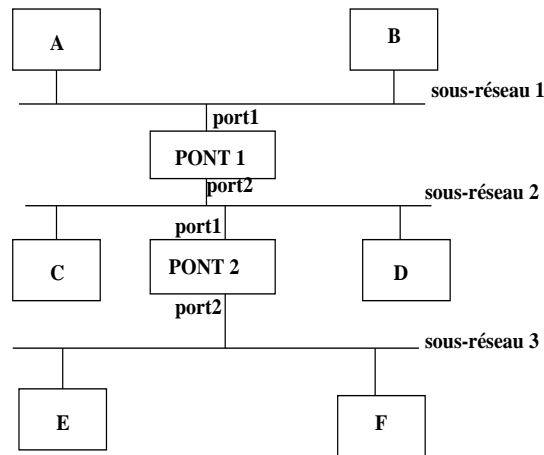 A
B
sous-réseau 1
port1
PONT 1
port2
sous-réseau 2
port1
C
PONT 2
D
port2
sous-réseau 3
E
F